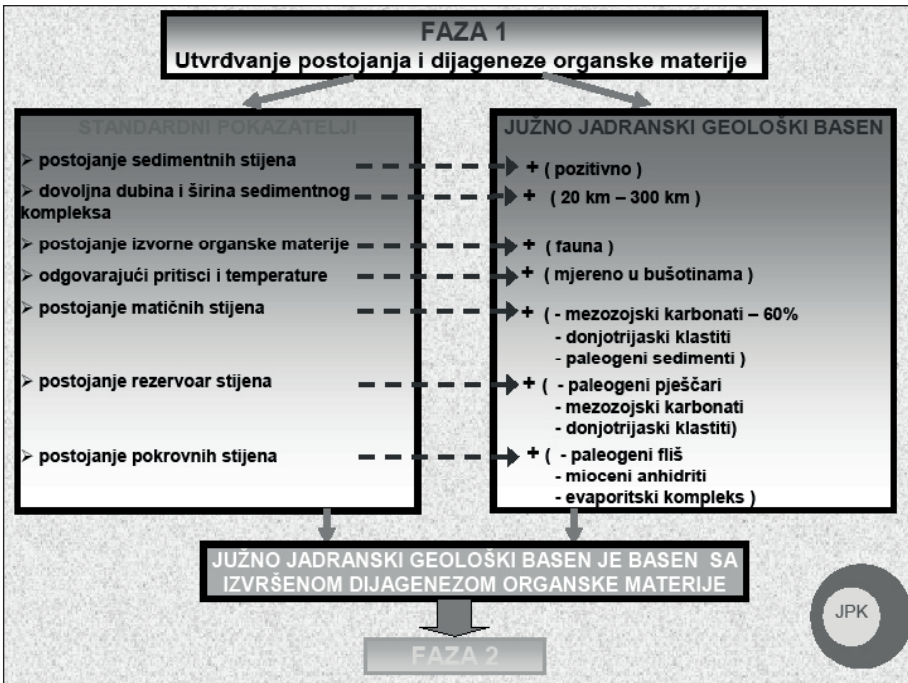 FAZA 1
Utvrđvanje postojanja i dijageneze organske materije
STANDARDNI POKAZATELJI
➢ postojanje sedimentnih stijena
➢ dovoljna dubina i širina sedimentnog
kompleksa
➢ postojanje izvorne organske materije
➢ odgovarajući pritisci i temperature
➢ postojanje matičnih stijena
➢ postojanje rezervoar stijena
➢ postojanje pokrovnih stijena
JUŽNO JADRANSKI GEOLOŠKI BASEN
+ ( pozitivno )
+ ( 20 km – 300 km )
+ ( fauna )
+ ( mjereno u bušotinama )
+ ( - mezozojski karbonati – 60%
- donjotrijaski klastiti
- paleogeni sedimenti )
+ ( - paleogeni pješčari
- mezozojski karbonati
- donjotrijaski klastiti)
+ ( - paleogeni fliš
- mioceni anhidriti
- evaporitski kompleks )
JUŽNO JADRANSKI GEOLOŠKI BASEN JE BASEN SA
IZVRŠENOM DIJAGENEZOM ORGANSKE MATERIJE
FAZA 2
JPK